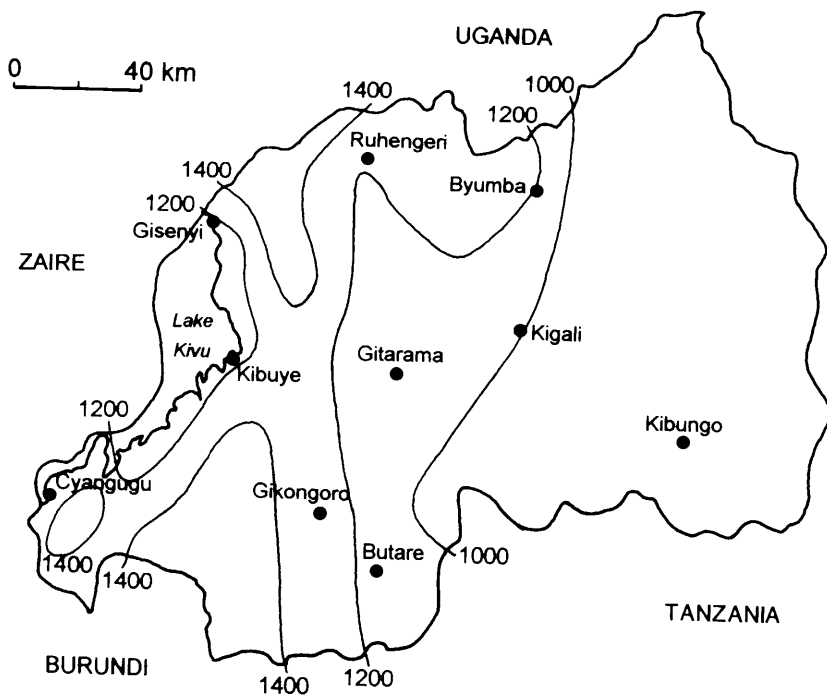 UGANDA
0 40 km
1400
1000
1200
Ruhengeri
1400
Byumba
1200
Gisenyi
ZAIRE
Lake
Kivu
Kigali
Gitarama
Kibuye
1200
Kibungo
Cyangugu
Gikongoro
1400
1400
Butare
1000
TANZANIA
BURUNDI
1400
1200